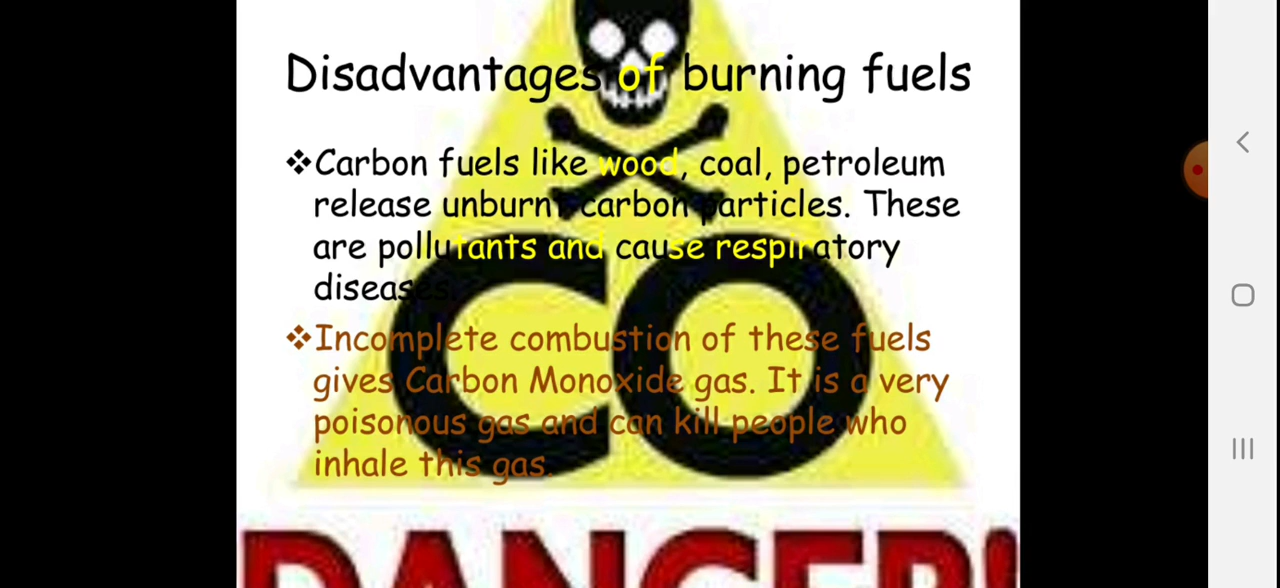 Disadvantages of burning fuels
❖Carbon fuels like wood, coal, petroleum
release unburnt carbon particles. These
are pollutants and cause respiratory
diseases.
❖Incomplete combustion of these fuels
gives Carbon Monoxide gas. It is a very
poisonous gas and can kill people who
inhale this gas.
CO
DANGER!